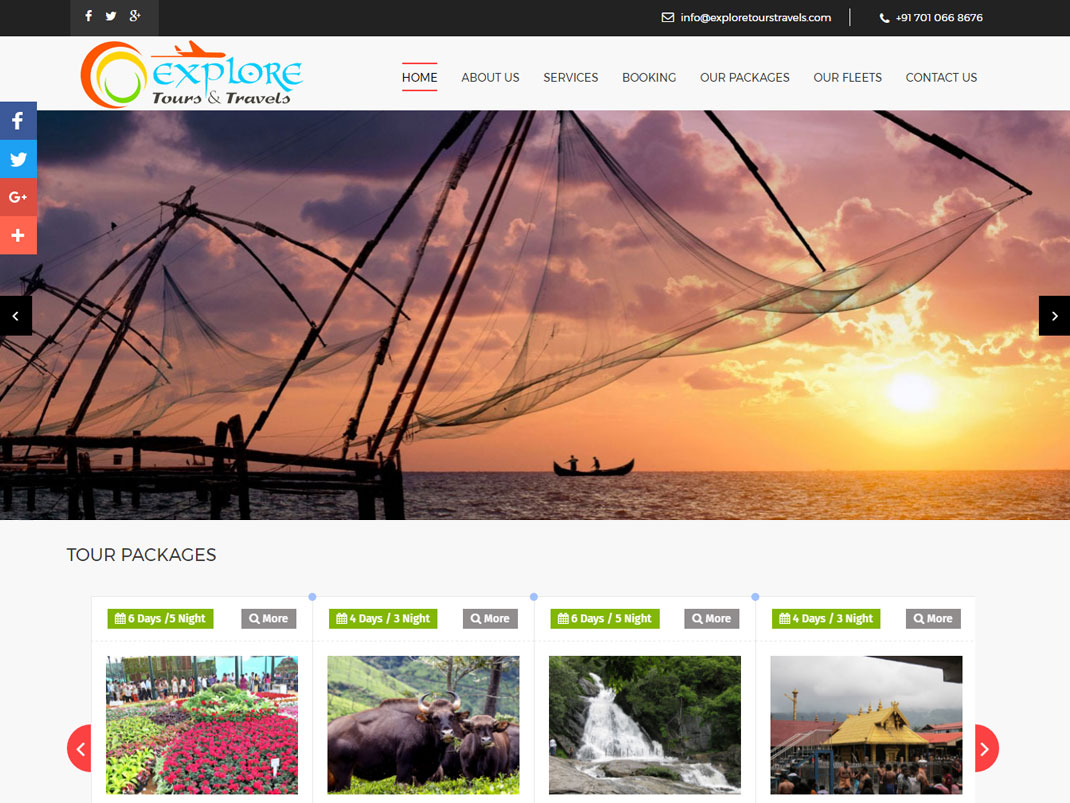 info@exploretourstravels.com +91 701 066 8676
EXPLORE
Tours & Travels
HOME ABOUT US SERVICES BOOKING OUR PACKAGES OUR FLEETS CONTACT US
TOUR PACKAGES
6 Days /5 Night More 4 Days / 3 Night More 6 Days / 5 Night More 4 Days / 3 Night More